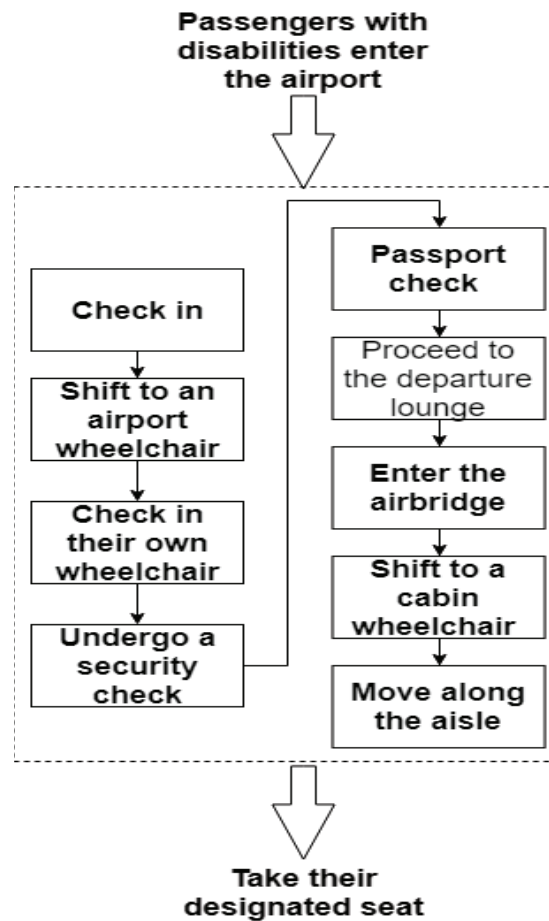 Passengers with
disabilities enter
the airport
Check in
Shift to an
airport
wheelchair
Check in
their own
wheelchair
Undergo a
security
check
Passport
check
Proceed to
the departure
lounge
Enter the
airbridge
Shift to a
cabin
wheelchair
Move along
the aisle
Take their
designated seat